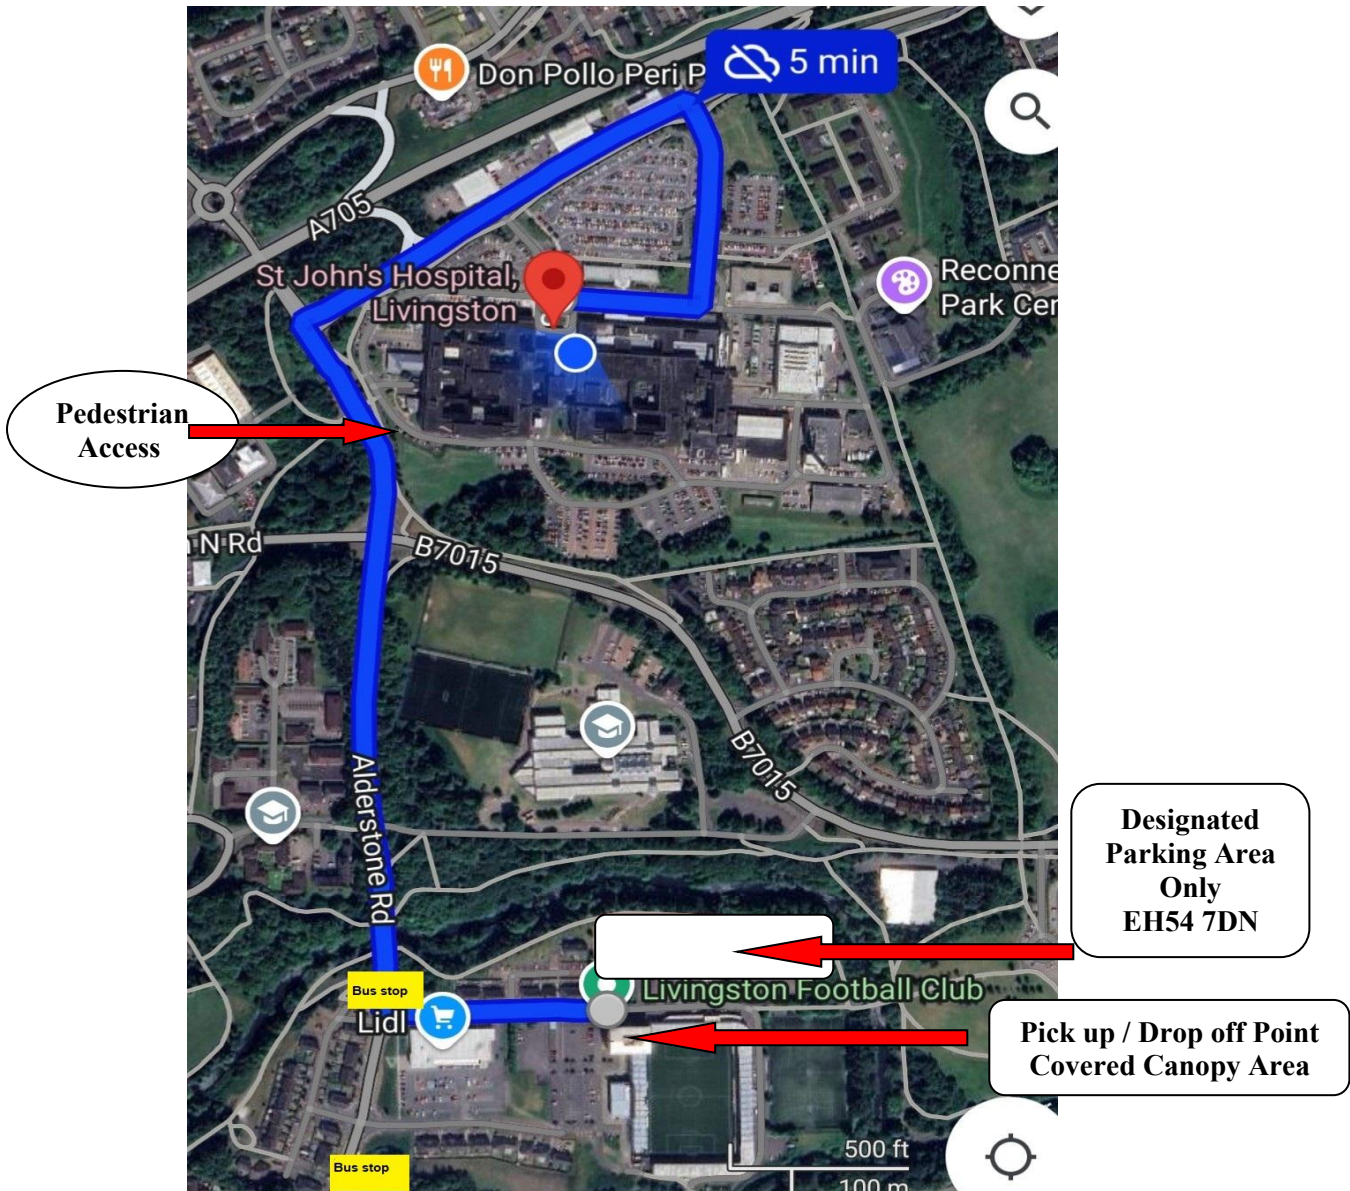 Don Pollo Peri P
5 min
A705
St John's Hospital,
Livingston
Reconne
Park Cen
Pedestrian
Access
N Rd
B7015
B7015
Alderstone Rd
Designated
Parking Area
Only
EH54 7DN
Bus stop
Lidl
Livingston Football Club
Pick up / Drop off Point
Covered Canopy Area
500 ft
100 m
Bus stop